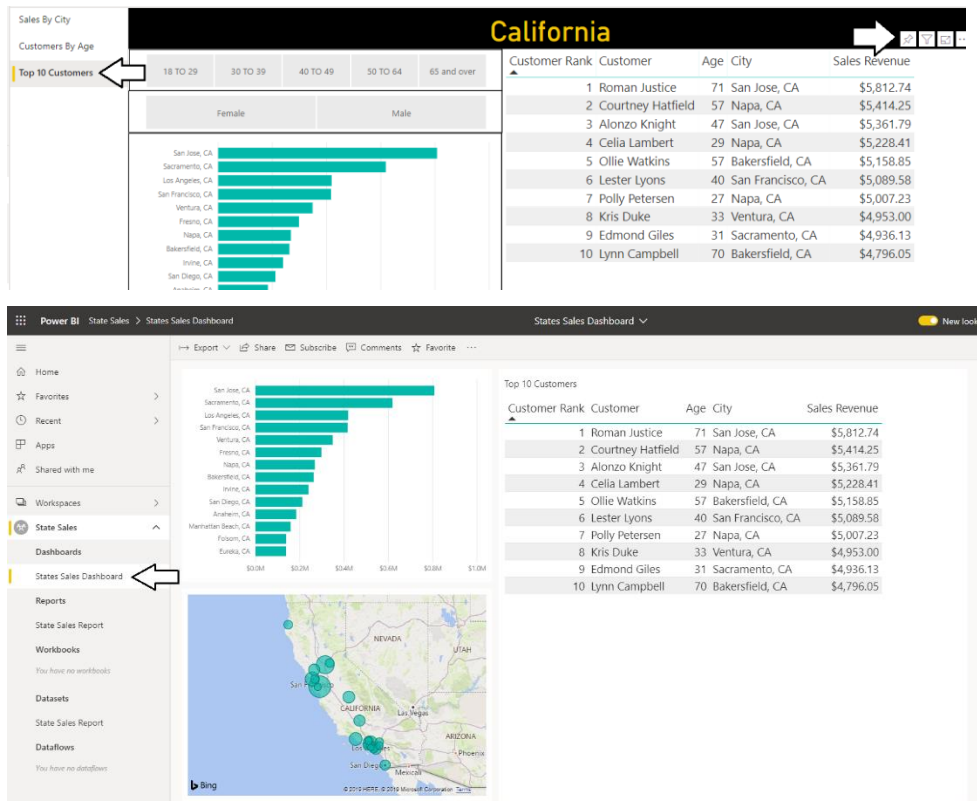 Sales By City
Customers By Age
Top 10 Customers
California
18 TO 29 30 TO 39 40 TO 49 50 TO 64 65 and over
Female Male
San Jose, CA
Sacramento, CA
Los Angeles, CA
San Francisco, CA
Ventura, CA
Fresno, CA
Napa, CA
Bakersfield, CA
Irvine, CA
San Diego, CA
Anaheim, CA
Customer Rank Customer Age City Sales Revenue
1 Roman Justice 71 San Jose, CA $5,812.74
2 Courtney Hatfield 57 Napa, CA $5,414.25
3 Alonzo Knight 47 San Jose, CA $5,361.79
4 Celia Lambert 29 Napa, CA $5,228.41
5 Ollie Watkins 57 Bakersfield, CA $5,158.85
6 Lester Lyons 40 San Francisco, CA $5,089.58
7 Polly Petersen 27 Napa, CA $5,007.23
8 Kris Duke 33 Ventura, CA $4,953.00
9 Edmond Giles 31 Sacramento, CA $4,936.13
10 Lynn Campbell 70 Bakersfield, CA $4,796.05
Power BI State Sales > States Sales Dashboard
States Sales Dashboard
New look
Export Share Subscribe Comments Favorite ...
Home
Favorites
Recent
Apps
Shared with me
Workspaces
State Sales
Dashboards
States Sales Dashboard
Reports
State Sales Report
Workbooks
You have no workbooks
Datasets
State Sales Report
Dataflows
You have no dataflows
San Jose, CA
Sacramento, CA
Los Angeles, CA
San Francisco, CA
Ventura, CA
Fresno, CA
Napa, CA
Bakersfield, CA
Irvine, CA
San Diego, CA
Anaheim, CA
Manhattan Beach, CA
Folsom, CA
Eureka, CA
$0.0M $0.2M $0.4M $0.6M $0.8M $1.0M
NEVADA
UTAH
CALIFORNIA
Las Vegas
ARIZONA
Phoenix
San Diego
Mexicali
Bing
© 2019 HERE, © 2019 Microsoft Corporation Terms
Top 10 Customers
Customer Rank Customer Age City Sales Revenue
1 Roman Justice 71 San Jose, CA $5,812.74
2 Courtney Hatfield 57 Napa, CA $5,414.25
3 Alonzo Knight 47 San Jose, CA $5,361.79
4 Celia Lambert 29 Napa, CA $5,228.41
5 Ollie Watkins 57 Bakersfield, CA $5,158.85
6 Lester Lyons 40 San Francisco, CA $5,089.58
7 Polly Petersen 27 Napa, CA $5,007.23
8 Kris Duke 33 Ventura, CA $4,953.00
9 Edmond Giles 31 Sacramento, CA $4,936.13
10 Lynn Campbell 70 Bakersfield, CA $4,796.05